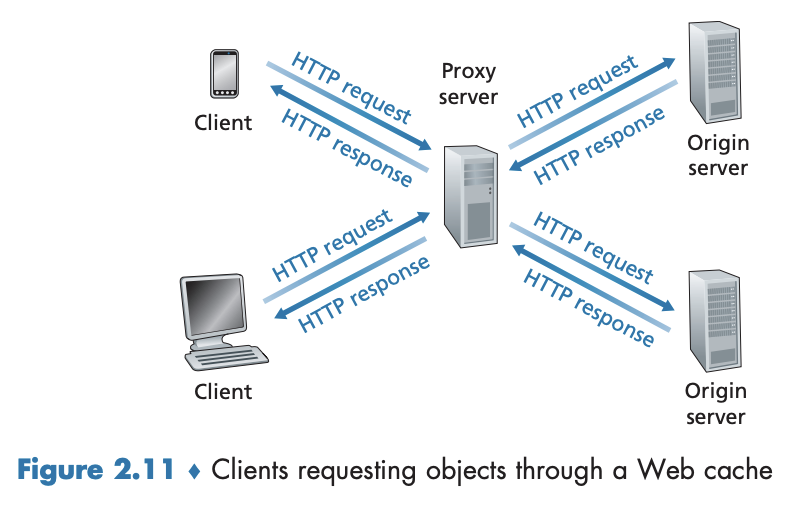 HTTP request
HTTP response
Client
Proxy
server
HTTP request
HTTP response
Origin
server
HTTP request
HTTP response
Client
HTTP request
HTTP response
Origin
server
Figure 2.11 ♦ Clients requesting objects through a Web cache